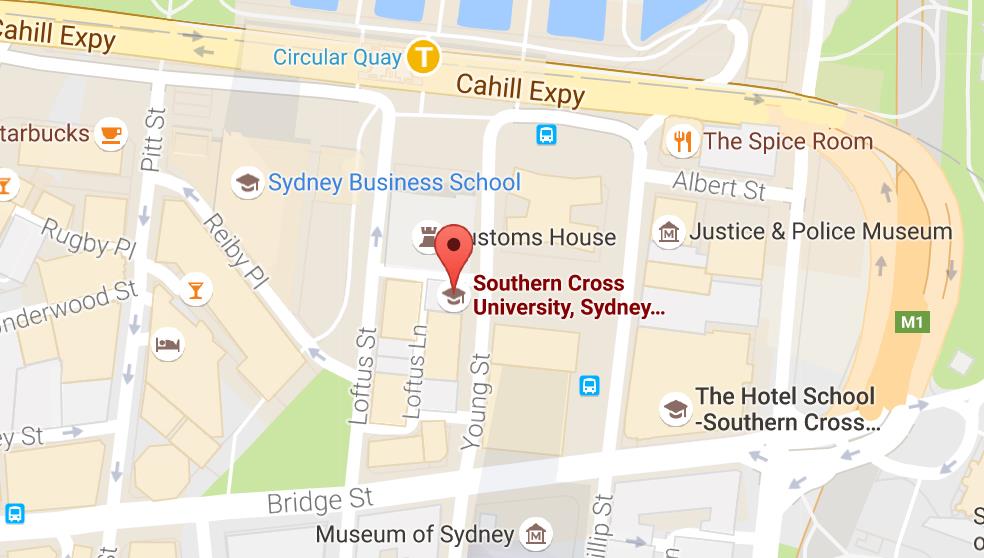 Cahill Expy
Circular Quay
T
Cahill Expy
tarbucks
Pitt St
The Spice Room
Sydney Business School
Albert St
Reiby Pl
Rugby Pl
ustoms House
Justice & Police Museum
Southern Cross
University, Sydney...
nderwood St
M1
Loftus St
Loftus Ln
Young St
The Hotel School
-Southern Cross...
ey St
Bridge St
Museum of Sydney
illip St